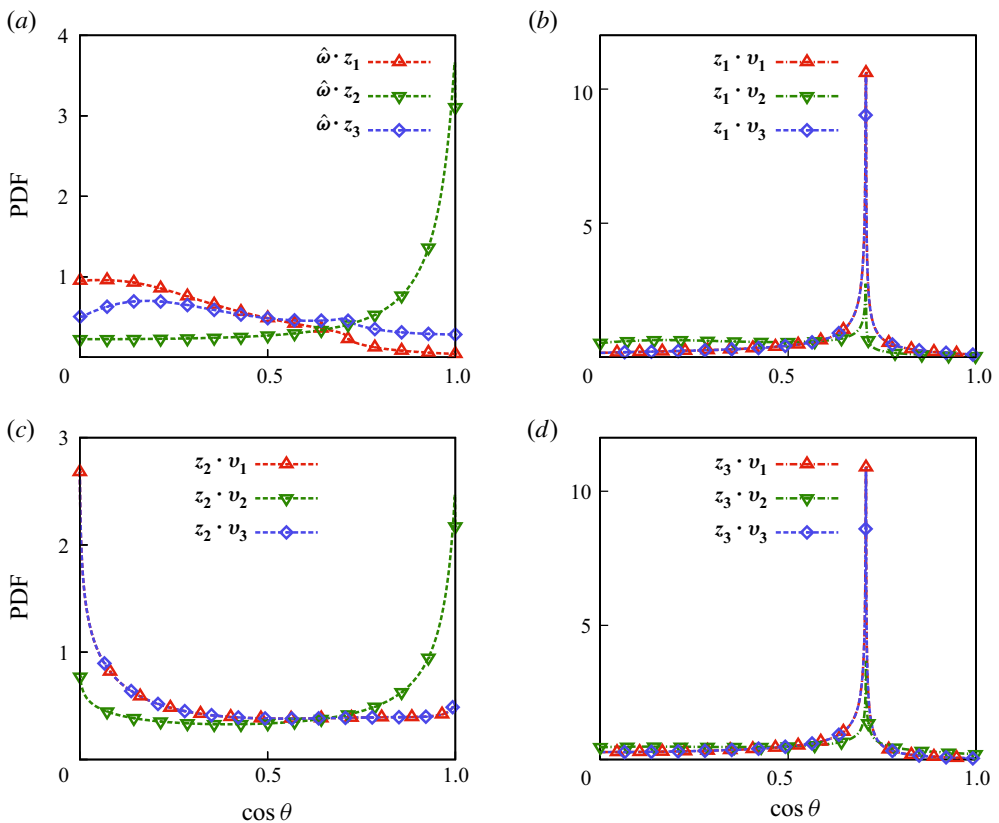 (a)
4
3
2
1
0
0.5
1.0
PDF
ω̂ · z₁
ω̂ · z₂
ω̂ · z₃
(b)
10
5
0
0.5
1.0
z₁ · υ₁
z₁ · υ₂
z₁ · υ₃
(c)
3
2
1
0
0.5
1.0
PDF
cos θ
z₂ · υ₁
z₂ · υ₂
z₂ · υ₃
(d)
10
5
0
0.5
1.0
cos θ
z₃ · υ₁
z₃ · υ₂
z₃ · υ₃